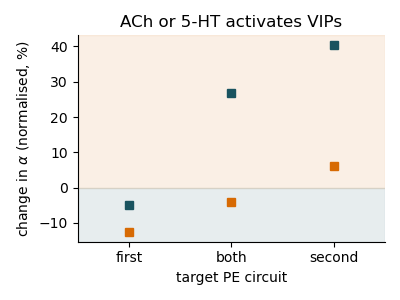 ACh or 5-HT activates VIPs
change in α (normalised, %)
40
30
20
10
0
−10
first both second
target PE circuit